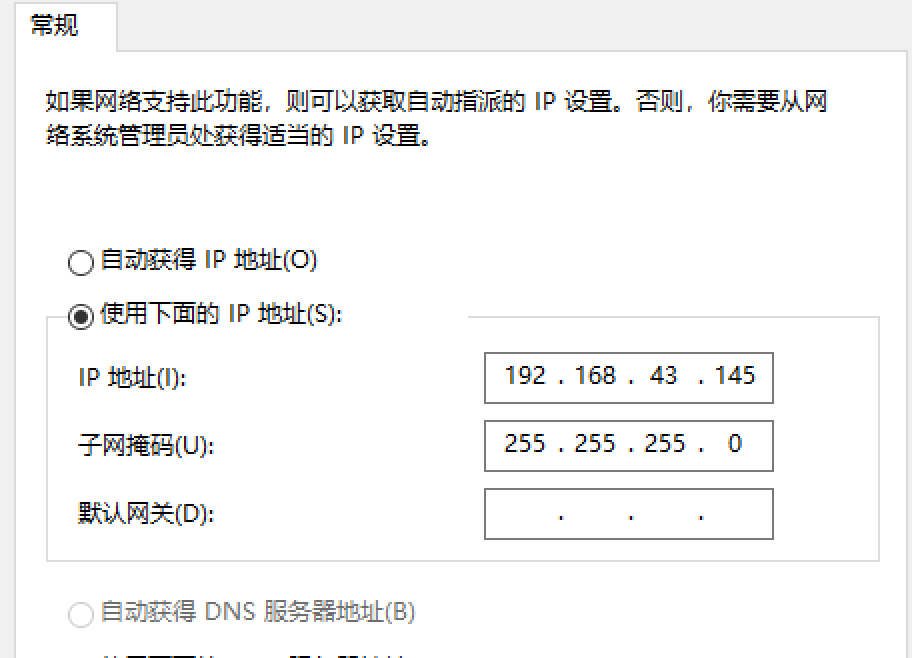 常规
如果网络支持此功能，则可以获取自动指派的 IP 设置。否则，你需要从网
络系统管理员处获得适当的 IP 设置。
自动获得 IP 地址(O)
使用下面的 IP 地址(S):
IP 地址(I): 192 . 168 . 43 . 145
子网掩码(U): 255 . 255 . 255 . 0
默认网关(D): . . .
自动获得 DNS 服务器地址(B)